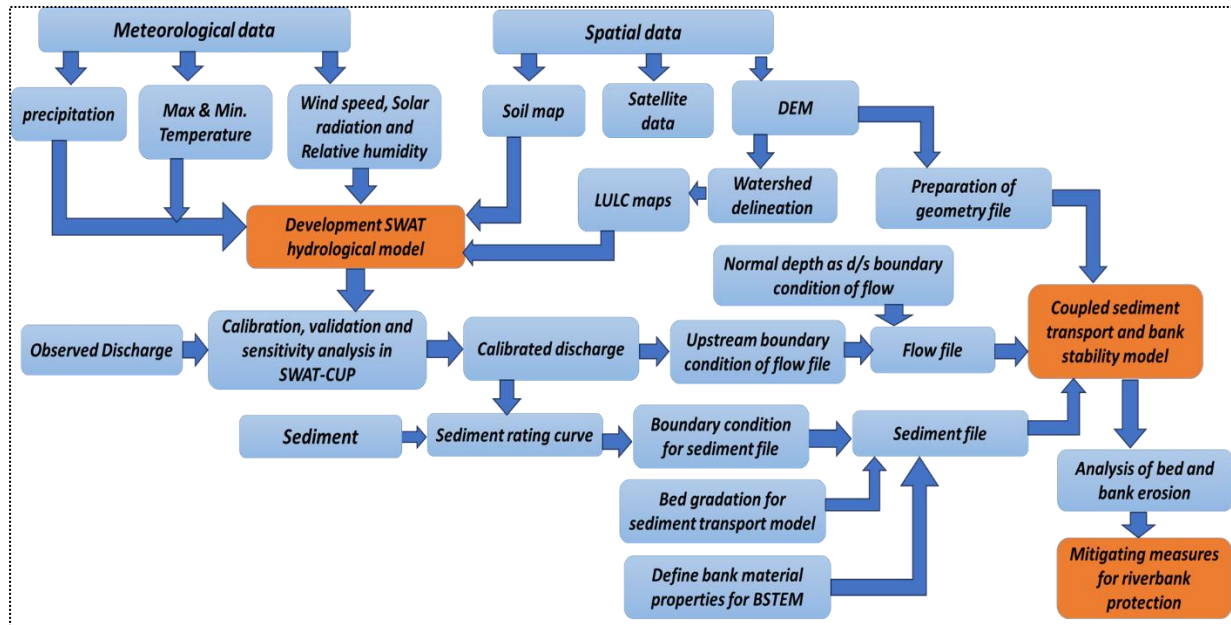 Meteorological data
Spatial data
precipitation
Max & Min.
Temperature
Wind speed, Solar
radiation and
Relative humidity
Soil map
Satellite
data
DEM
LULC maps
Watershed
delineation
Preparation of
geometry file
Development SWAT
hydrological model
Normal depth as d/s boundary
condition of flow
Observed Discharge
Calibration, validation and
sensitivity analysis in
SWAT-CUP
Calibrated discharge
Upstream boundary
condition of flow file
Flow file
Coupled sediment
transport and bank
stability model
Sediment
Sediment rating curve
Boundary condition
for sediment file
Sediment file
Bed gradation for
sediment transport model
Analysis of bed and
bank erosion
Define bank material
properties for BSTEM
Mitigating measures
for riverbank
protection